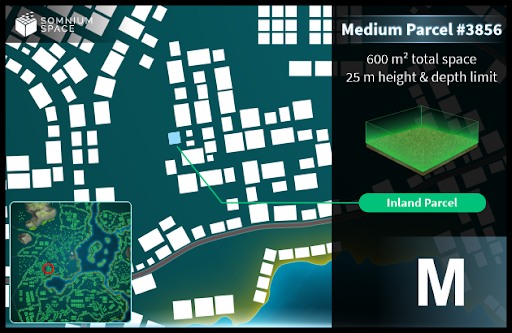 SOMNIUM
SPACE
Medium Parcel #3856
600 m² total space
25 m height & depth limit
Inland Parcel
M